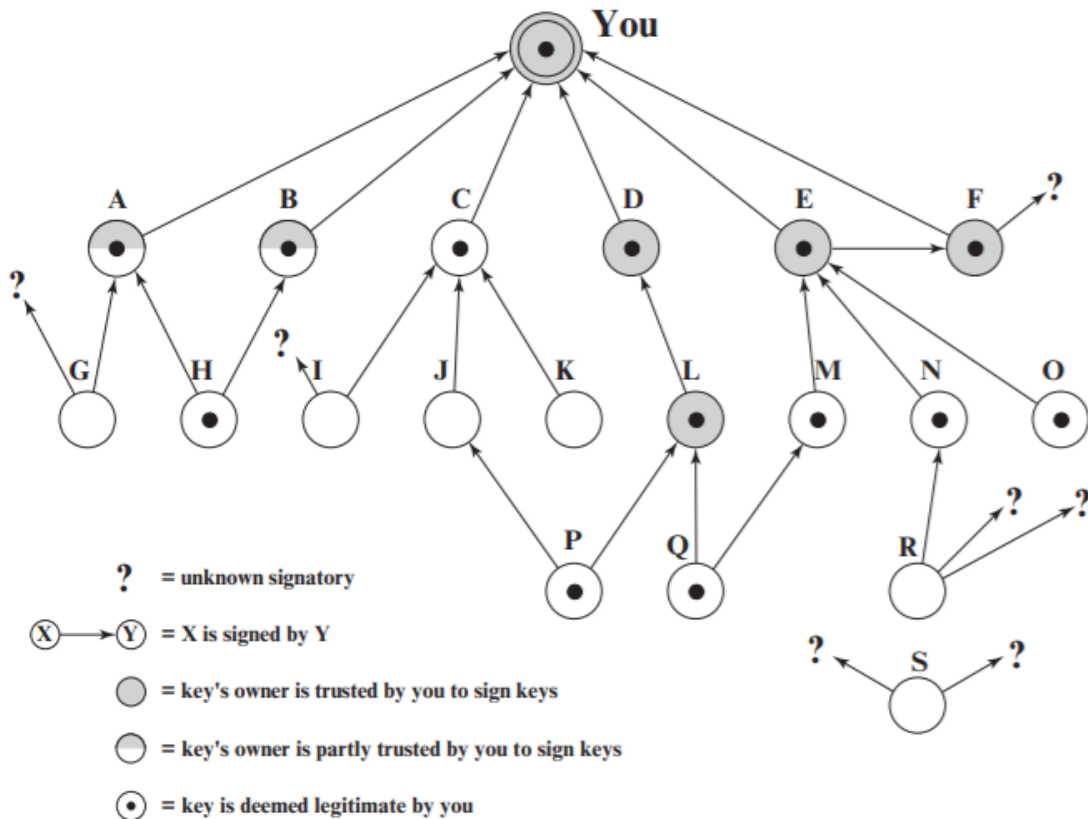 You
A B C D E F ?
?
G H ? I J K L M N O
? ?
P Q R
? = unknown signatory
X Y = X is signed by Y
? S ?
= key's owner is trusted by you to sign keys
= key's owner is partly trusted by you to sign keys
= key is deemed legitimate by you